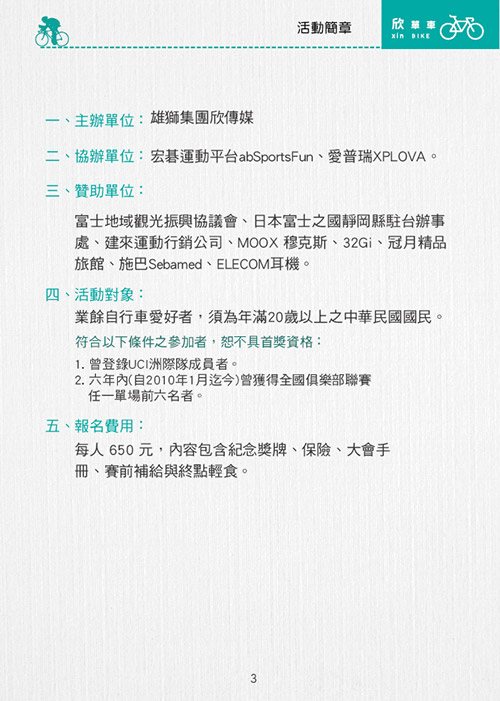 活動簡章
欣華車
XiN BIKE
一、主辦單位：雄獅集團欣傳媒
二、協辦單位：宏碁運動平台abSportsFun、愛普瑞XPLOVA。
三、贊助單位：
富士地域觀光振興協議會、日本富士之國靜岡縣駐台辦事
處、建來運動行銷公司、MOOX 穆克斯、32Gi、冠月精品
旅館、施巴Sebamed、ELECOM耳機。
四、活動對象：
業餘自行車愛好者，須為年滿20歲以上之中華民國國民。
符合以下條件之參加者，恕不具首獎資格：
1. 曾登錄UCI洲際隊成員者。
2. 六年內(自2010年1月迄今)曾獲得全國俱樂部聯賽
任一單場前六名者。
五、報名費用：
每人 650 元，內容包含紀念獎牌、保險、大會手
冊、賽前補給與終點輕食。
3